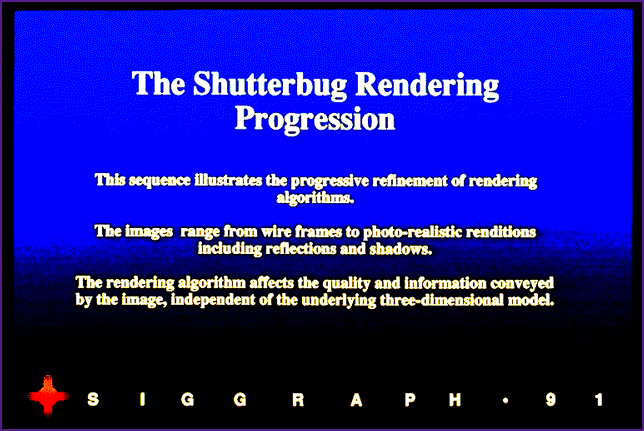 The Shutterbug Rendering
Progression
This sequence illustrates the progressive refinement of rendering
algorithms.
The images range from wire frames to photo-realistic renditions
including reflections and shadows.
The rendering algorithm affects the quality and information conveyed
by the image, independent of the underlying three-dimensional model.
S I G G R A P H · 9 1